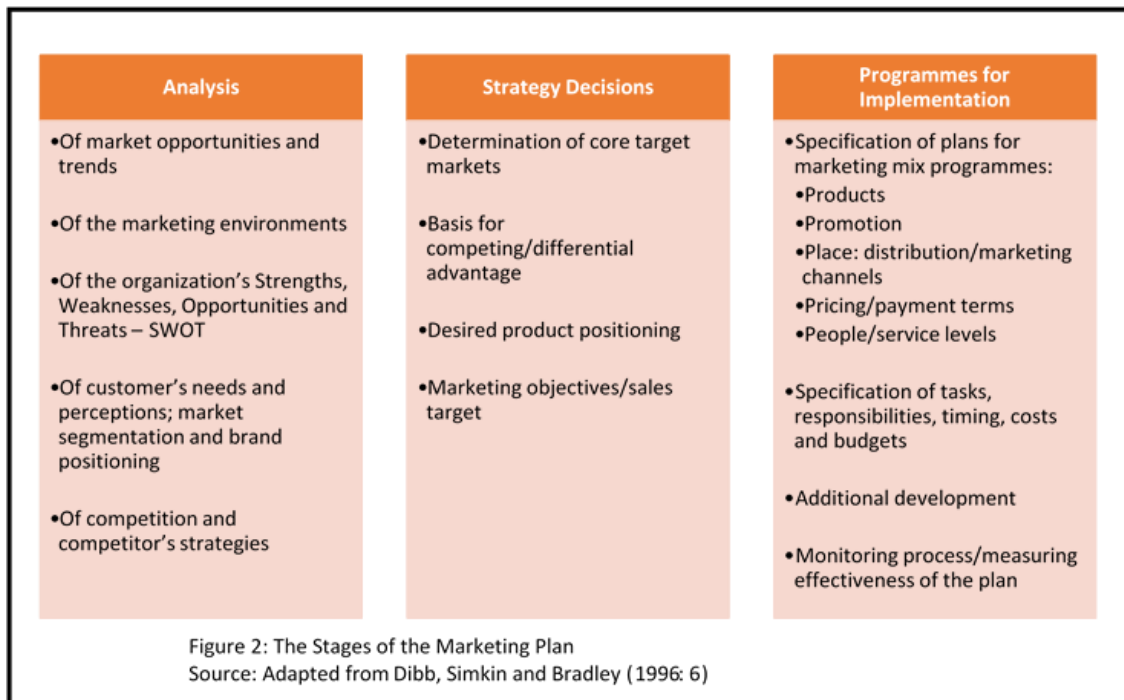 Analysis
•Of market opportunities and
trends
•Of the marketing environments
•Of the organization’s Strengths,
Weaknesses, Opportunities and
Threats – SWOT
•Of customer’s needs and
perceptions; market
segmentation and brand
positioning
•Of competition and
competitor’s strategies
Strategy Decisions
•Determination of core target
markets
•Basis for
competing/differential
advantage
•Desired product positioning
•Marketing objectives/sales
target
Programmes for
Implementation
•Specification of plans for
marketing mix programmes:
•Products
•Promotion
•Place: distribution/marketing
channels
•Pricing/payment terms
•People/service levels
•Specification of tasks,
responsibilities, timing, costs
and budgets
•Additional development
•Monitoring process/measuring
effectiveness of the plan
Figure 2: The Stages of the Marketing Plan
Source: Adapted from Dibb, Simkin and Bradley (1996: 6)